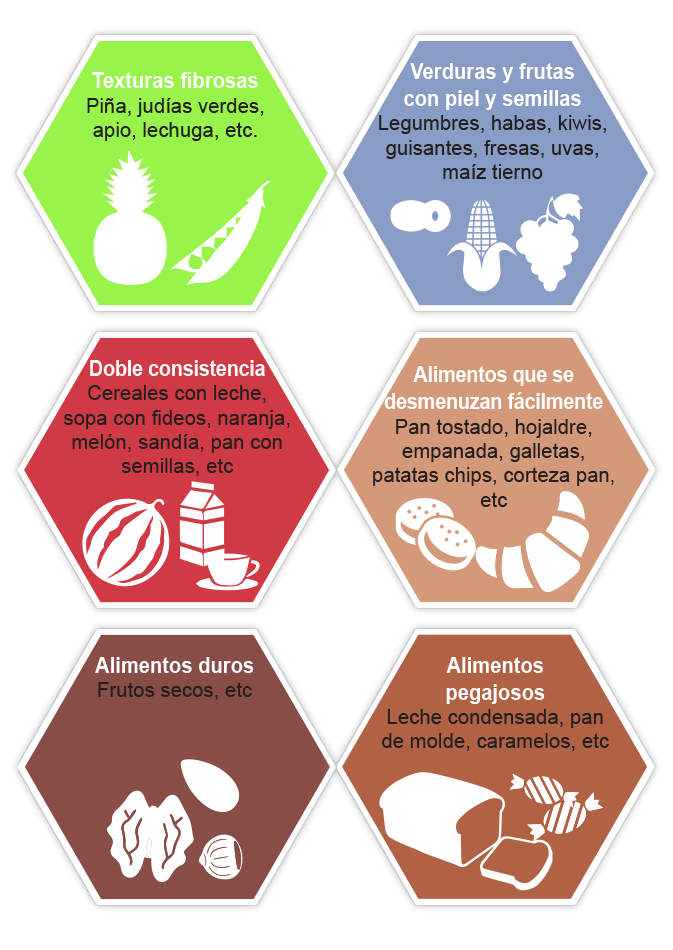 Texturas fibrosas
Piña, judías verdes,
apio, lechuga, etc.
Verduras y frutas
con piel y semillas
Legumbres, habas, kiwis,
guisantes, fresas, uvas,
maíz tierno
Doble consistencia
Cereales con leche,
sopa con fideos, naranja,
melón, sandía, pan con
semillas, etc
Alimentos que se
desmenuzan fácilmente
Pan tostado, hojaldre,
empanada, galletas,
patatas chips, corteza pan,
etc
Alimentos duros
Frutos secos, etc
Alimentos
pegajosos
Leche condensada, pan
de molde, caramelos, etc